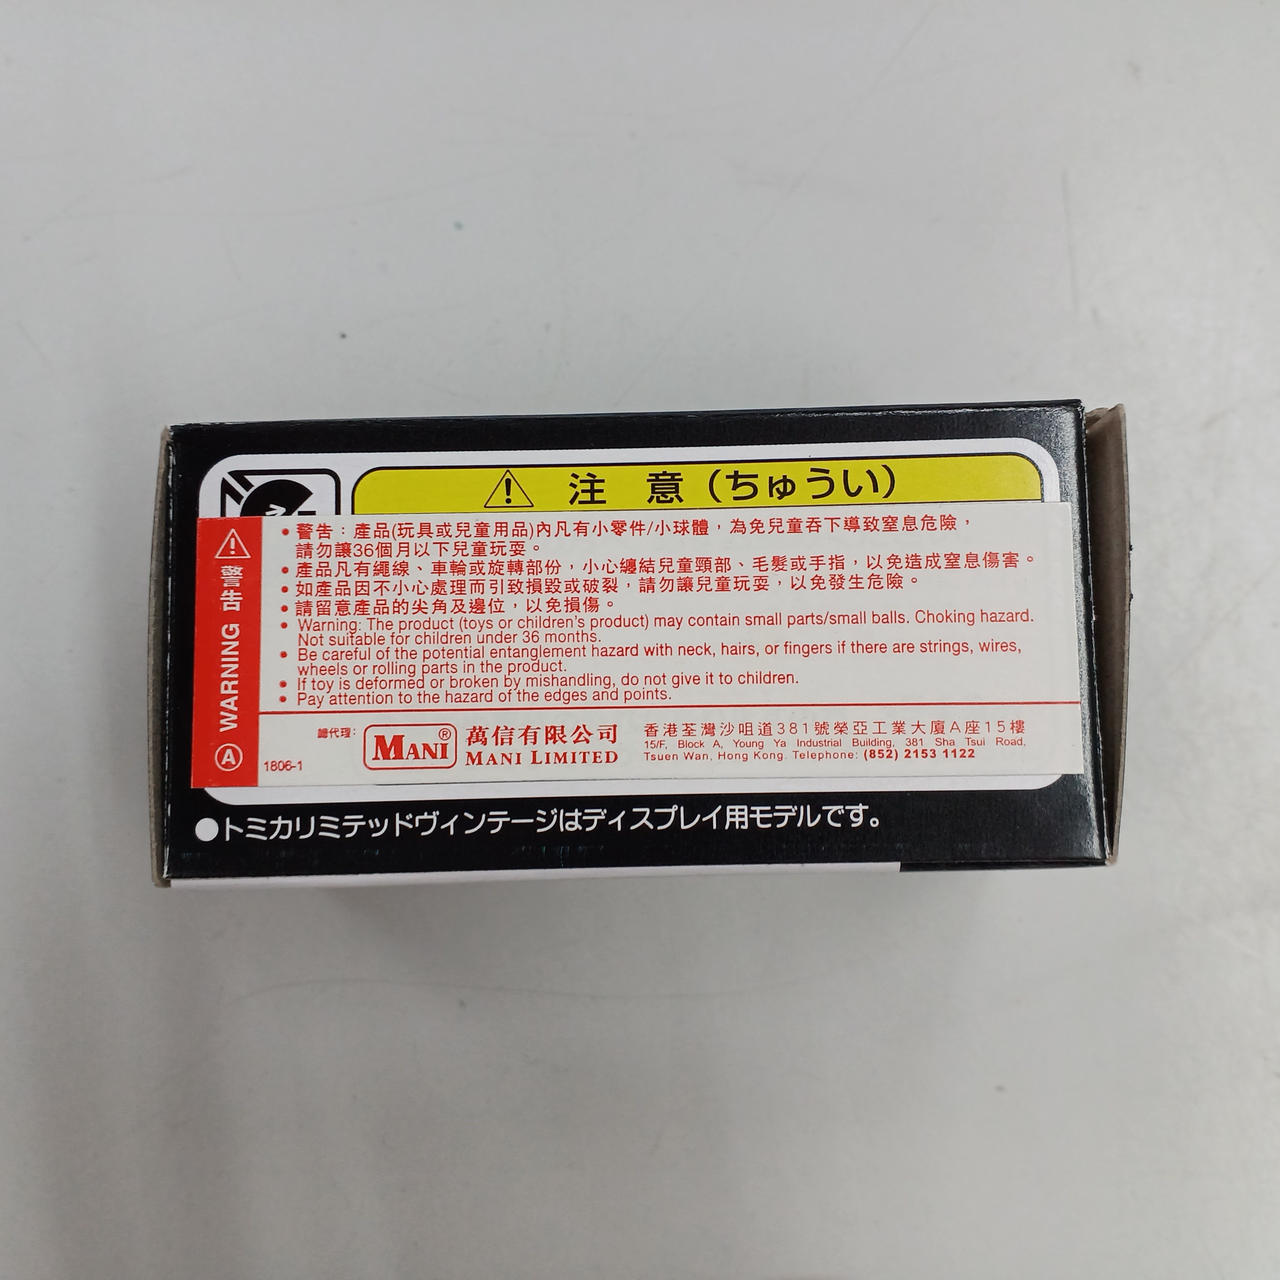 注 意(ちゅうい)
警告 WARNING
A
• 警告：產品(玩具或兒童用品)內凡有小零件/小球體，為免兒童吞下導致窒息危險，
請勿讓36個月以下兒童玩耍。
• 產品凡有繩線、車輪或旋轉部份，小心纏結兒童頸部、毛髮或手指，以免造成窒息傷害。
• 如產品因不小心處理而引致損毀或破裂，請勿讓兒童玩耍，以免發生危險。
• 請留意產品的尖角及邊位，以免損傷。
• Warning: The product (toys or children's product) may contain small parts/small balls. Choking hazard.
Not suitable for children under 36 months.
• Be careful of the potential entanglement hazard with neck, hairs, or fingers if there are strings, wires,
wheels or rolling parts in the product.
• If toy is deformed or broken by mishandling, do not give it to children.
• Pay attention to the hazard of the edges and points.
1806-1
總代理：
MANI®
萬信有限公司
MANI LIMITED
香港荃灣沙咀道381號榮亞工業大廈A座15樓
15/F, Block A, Young Ya Industrial Building, 381 Sha Tsui Road,
Tsuen Wan, Hong Kong. Telephone: (852) 2153 1122
●トミカリミテッドヴィンテージはディスプレイ用モデルです。